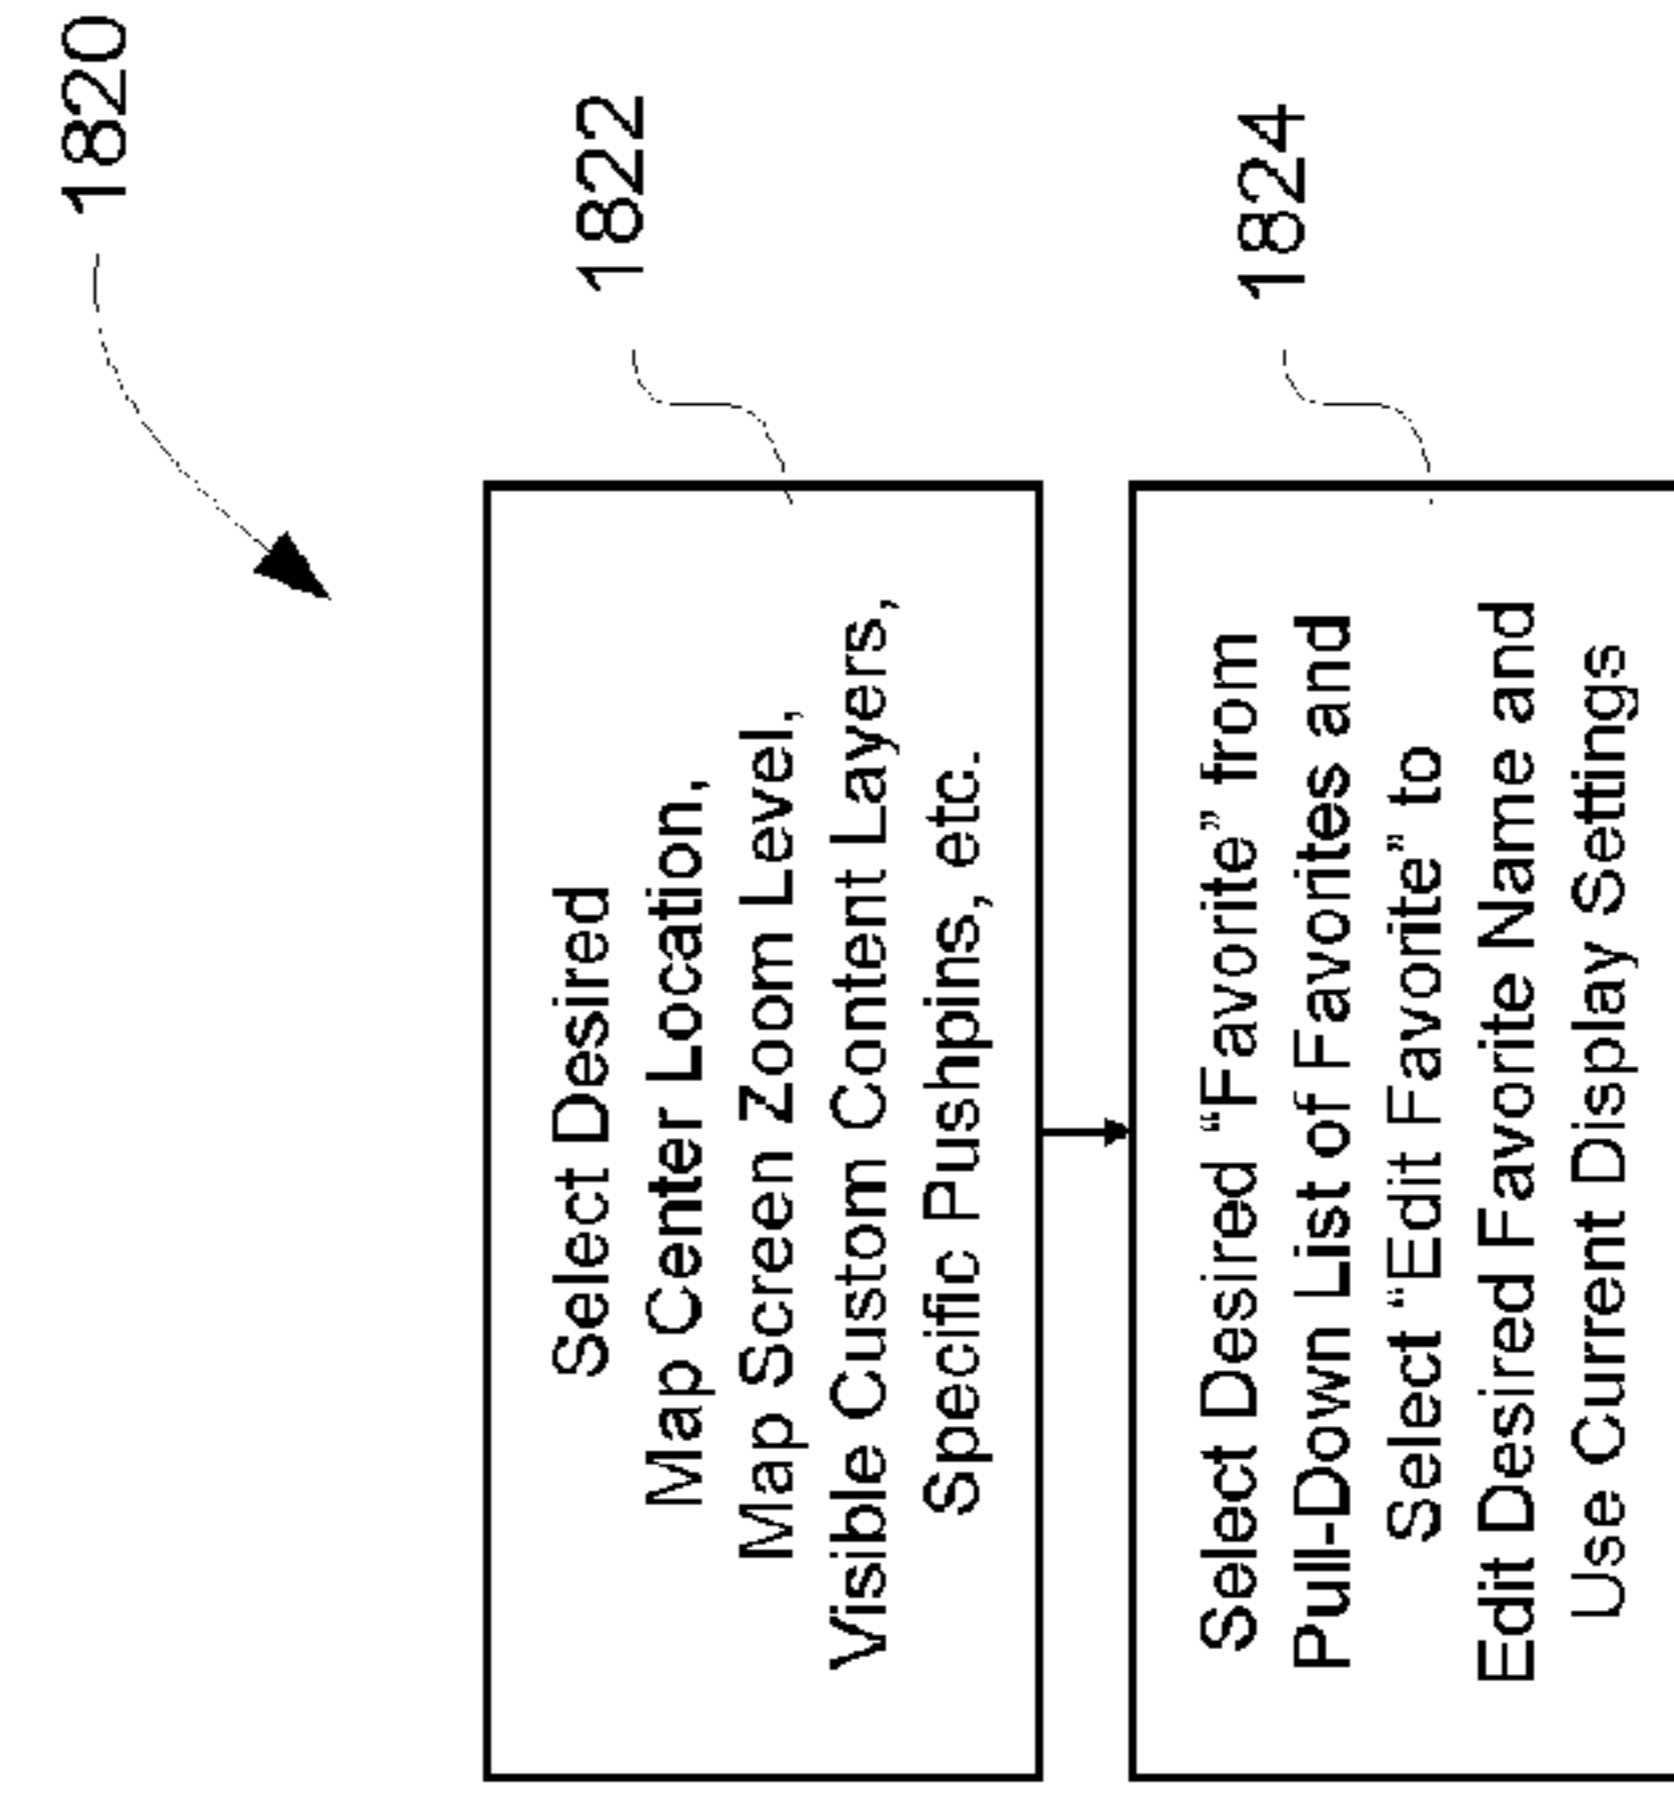 1820
1822
Select Desired
Map Center Location,
Map Screen Zoom Level,
Visible Custom Content Layers,
Specific Pushpins, etc.
1824
Select Desired “Favorite” from
Pull-Down List of Favorites and
Select “Edit Favorite” to
Edit Desired Favorite Name and
Use Current Display Settings